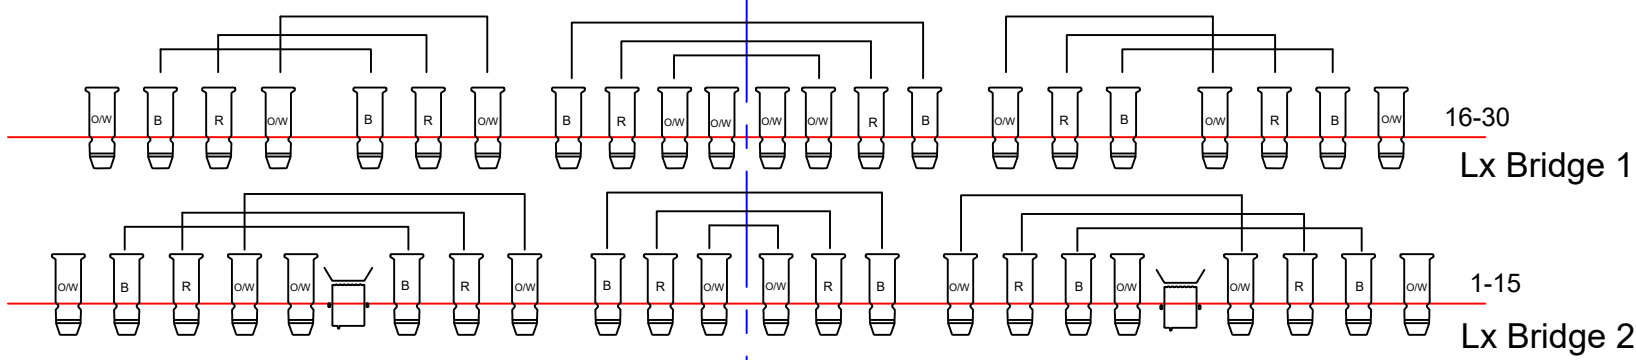 O/W B R O/W B R O/W B R O/W O/W O/W O/W R B O/W R B O/W R B O/W
16-30
Lx Bridge 1
O/W B R O/W O/W B R O/W B R O/W O/W R B O/W R B O/W O/W R B O/W
1-15
Lx Bridge 2